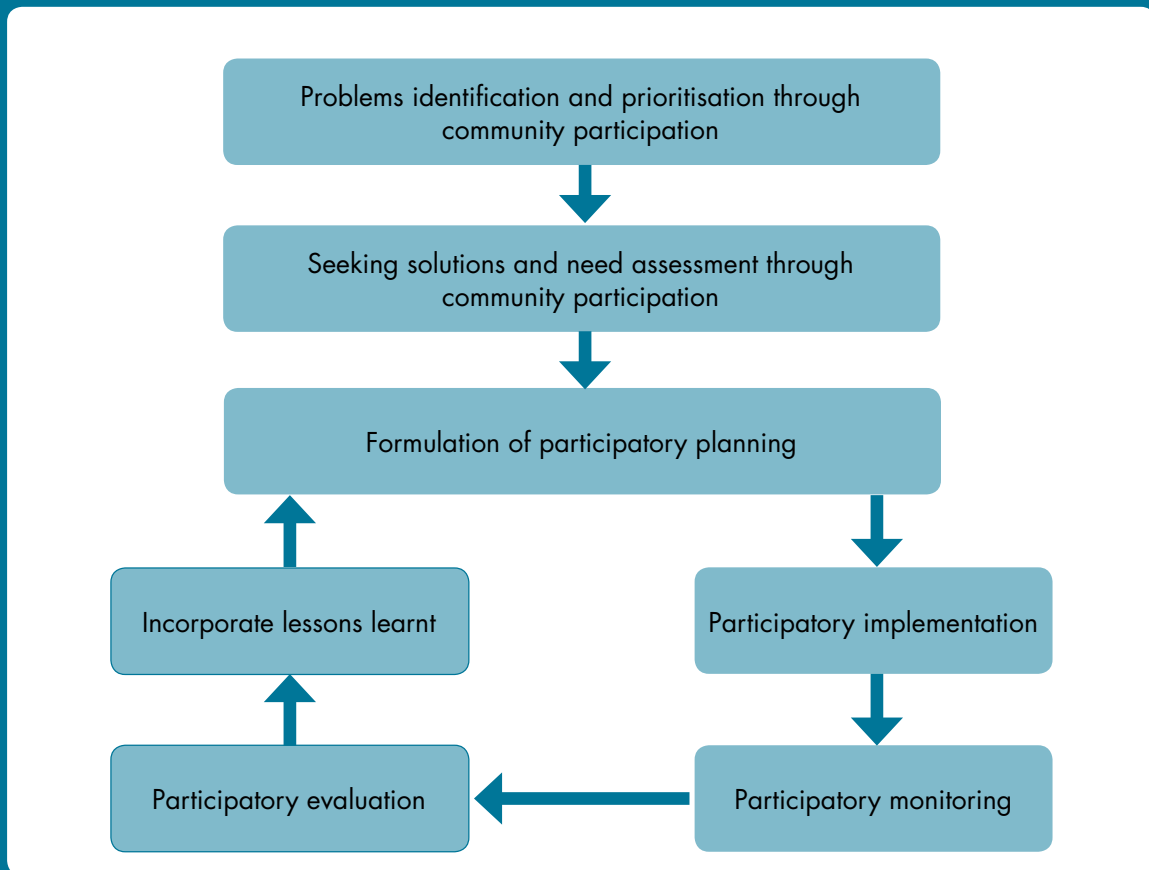 Problems identification and prioritisation through
community participation
Seeking solutions and need assessment through
community participation
Formulation of participatory planning
Incorporate lessons learnt
Participatory implementation
Participatory evaluation
Participatory monitoring